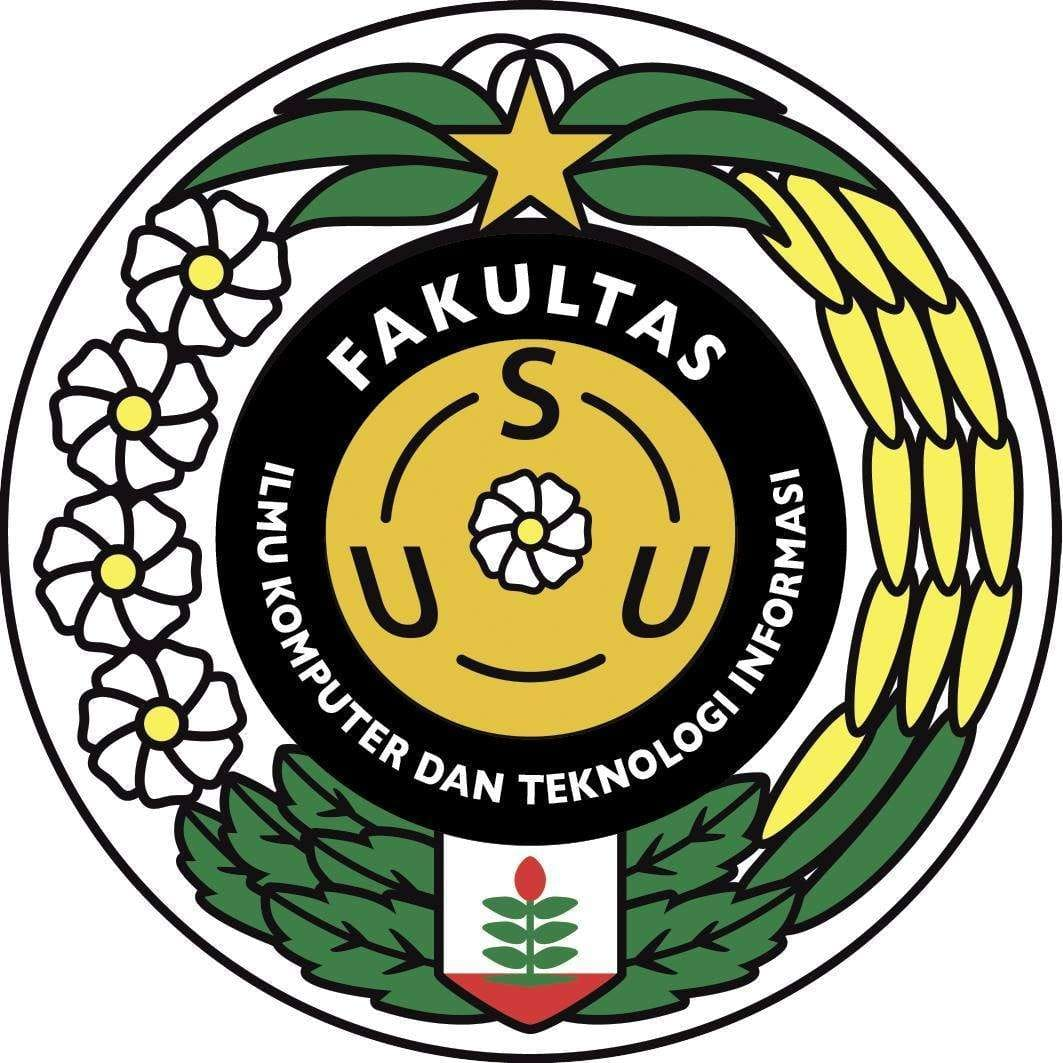 FAKULTAS
S
U U
ILMU KOMPUTER DAN TEKNOLOGI INFORMASI